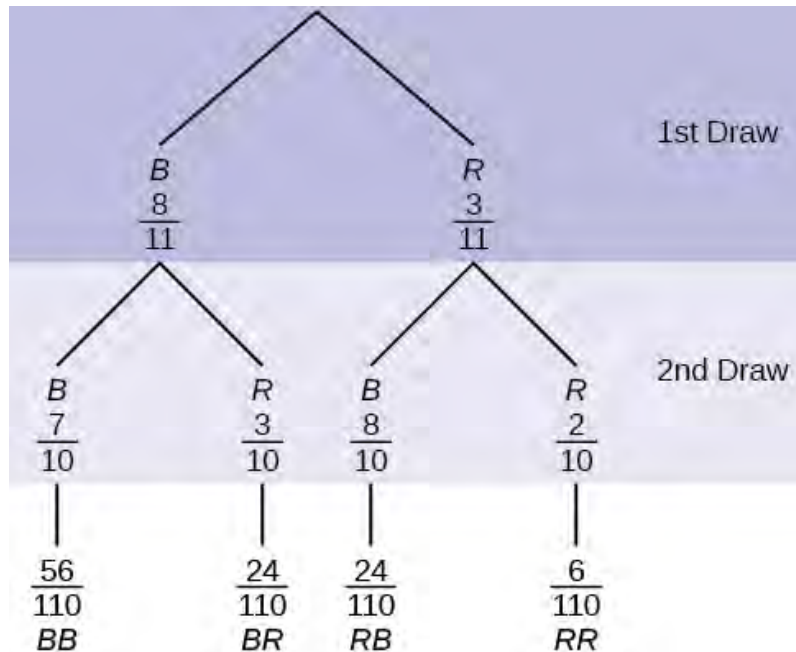 1st Draw
B R
8/11 3/11
2nd Draw
B R B R
7/10 3/10 8/10 2/10
56/110 24/110 24/110 6/110
BB BR RB RR